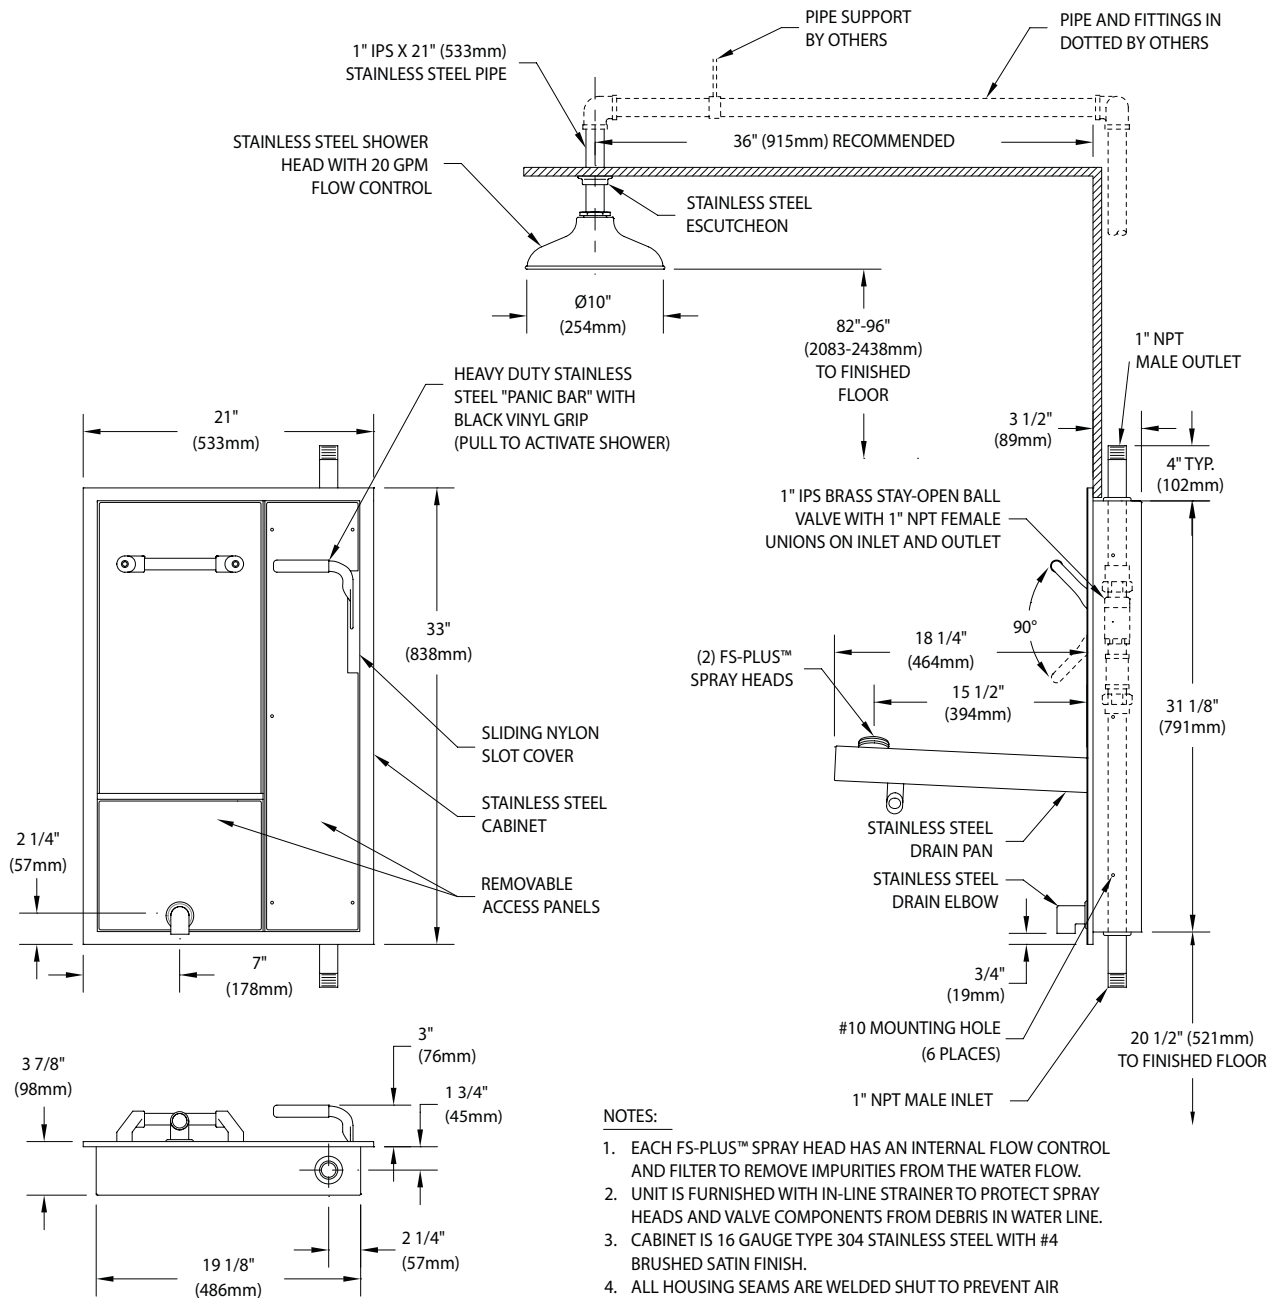 PIPE SUPPORT
BY OTHERS
PIPE AND FITTINGS IN
DOTTED BY OTHERS
1" IPS X 21" (533mm)
STAINLESS STEEL PIPE
36" (915mm) RECOMMENDED
STAINLESS STEEL SHOWER
HEAD WITH 20 GPM
FLOW CONTROL
STAINLESS STEEL
ESCUTCHEON
Ø10"
(254mm)
82"-96"
(2083-2438mm)
TO FINISHED
FLOOR
1" NPT
MALE OUTLET
HEAVY DUTY STAINLESS
STEEL "PANIC BAR" WITH
BLACK VINYL GRIP
(PULL TO ACTIVATE SHOWER)
21"
(533mm)
3 1/2"
(89mm)
4" TYP.
(102mm)
1" IPS BRASS STAY-OPEN BALL
VALVE WITH 1" NPT FEMALE
UNIONS ON INLET AND OUTLET
33"
(838mm)
90°
18 1/4"
(464mm)
(2) FS-PLUS™
SPRAY HEADS
15 1/2"
(394mm)
31 1/8"
(791mm)
SLIDING NYLON
SLOT COVER
STAINLESS STEEL
CABINET
2 1/4"
(57mm)
STAINLESS STEEL
DRAIN PAN
REMOVABLE
ACCESS PANELS
STAINLESS STEEL
DRAIN ELBOW
7"
(178mm)
3/4"
(19mm)
#10 MOUNTING HOLE
(6 PLACES)
20 1/2" (521mm)
TO FINISHED FLOOR
1" NPT MALE INLET
3"
(76mm)
3 7/8"
(98mm)
1 3/4"
(45mm)
2 1/4"
(57mm)
19 1/8"
(486mm)
NOTES:
1. EACH FS-PLUS™ SPRAY HEAD HAS AN INTERNAL FLOW CONTROL
AND FILTER TO REMOVE IMPURITIES FROM THE WATER FLOW.
2. UNIT IS FURNISHED WITH IN-LINE STRAINER TO PROTECT SPRAY
HEADS AND VALVE COMPONENTS FROM DEBRIS IN WATER LINE.
3. CABINET IS 16 GAUGE TYPE 304 STAINLESS STEEL WITH #4
BRUSHED SATIN FINISH.
4. ALL HOUSING SEAMS ARE WELDED SHUT TO PREVENT AIR